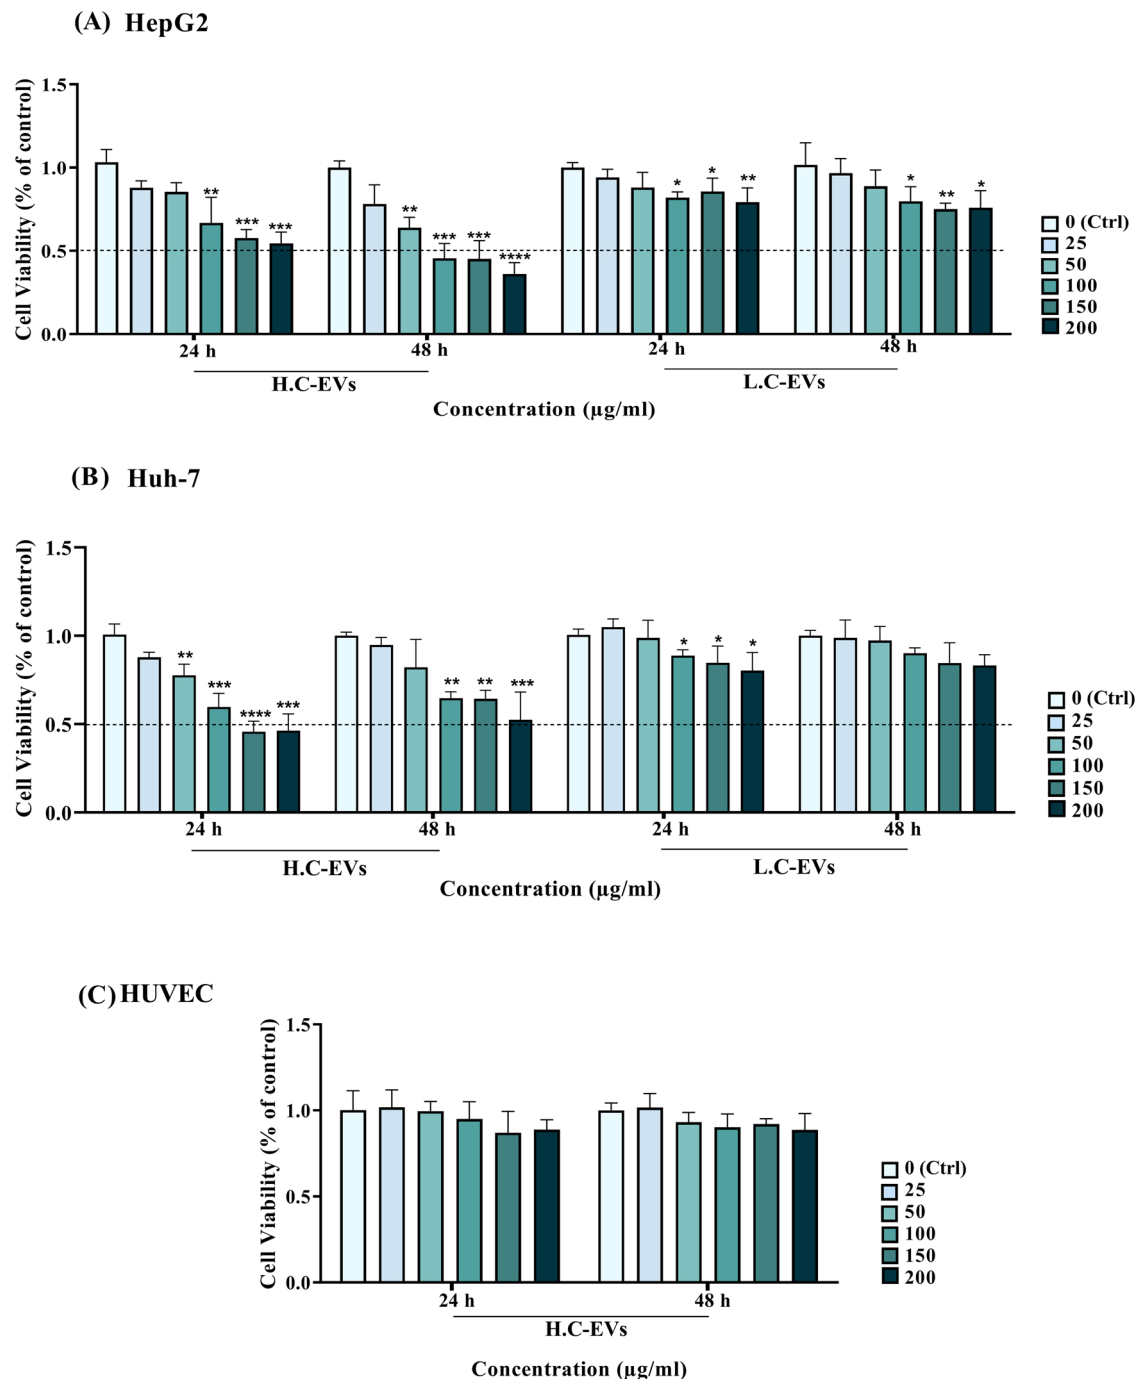 (A) HepG2
Cell Viability (% of control)
1.5
1.0
0.5
0.0
** *** ***
** *** *** ****
* * **
* ** *
24 h 48 h 24 h 48 h
H.C-EVs L.C-EVs
Concentration (µg/ml)
0 (Ctrl)
25
50
100
150
200
(B) Huh-7
Cell Viability (% of control)
1.5
1.0
0.5
0.0
** *** **** ***
** ** ***
* * *
24 h 48 h 24 h 48 h
H.C-EVs L.C-EVs
Concentration (µg/ml)
0 (Ctrl)
25
50
100
150
200
(C) HUVEC
Cell Viability (% of control)
1.5
1.0
0.5
0.0
24 h 48 h
H.C-EVs
Concentration (µg/ml)
0 (Ctrl)
25
50
100
150
200